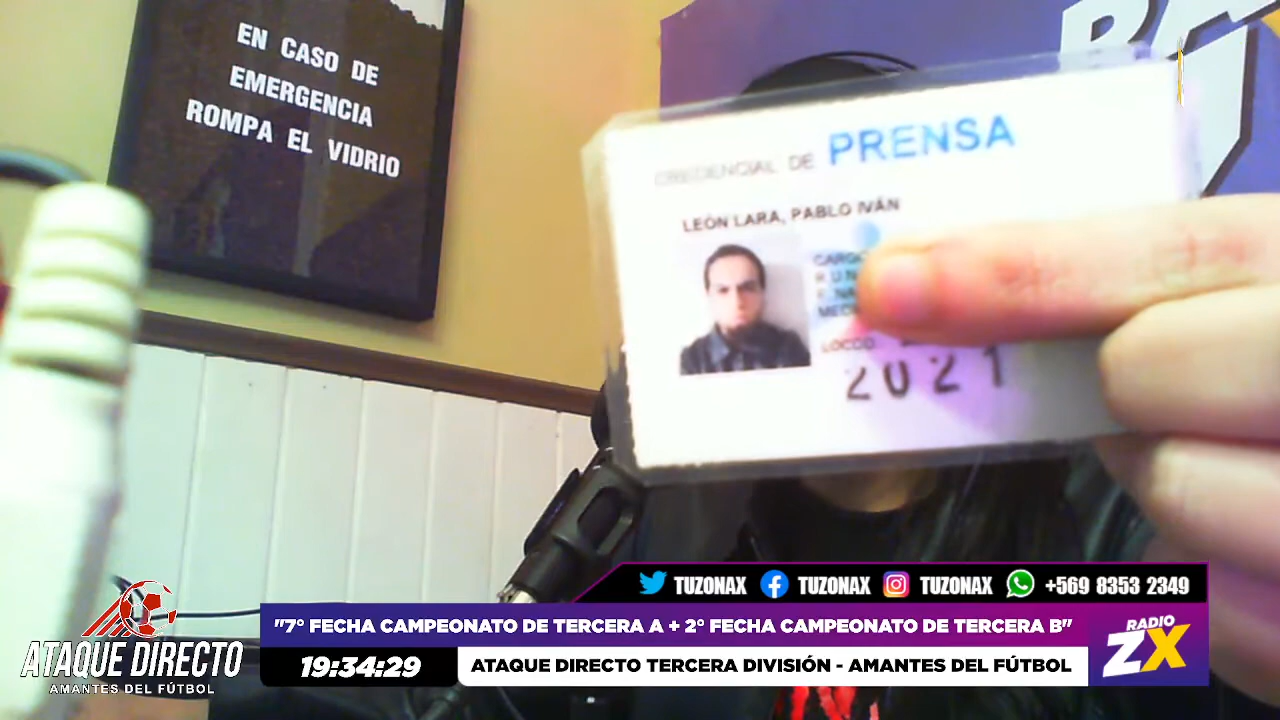 EN CASO DE
EMERGENCIA
ROMPA EL VIDRIO
CREDENCIAL DE PRENSA
LEÓN LARA, PABLO IVÁN
2021
TUZONAX TUZONAX TUZONAX +569 8353 2349
"7° FECHA CAMPEONATO DE TERCERA A + 2° FECHA CAMPEONATO DE TERCERA B"
RADIO
ZX
19:34:29
ATAQUE DIRECTO TERCERA DIVISIÓN - AMANTES DEL FÚTBOL
ATAQUE DIRECTO
AMANTES DEL FÚTBOL